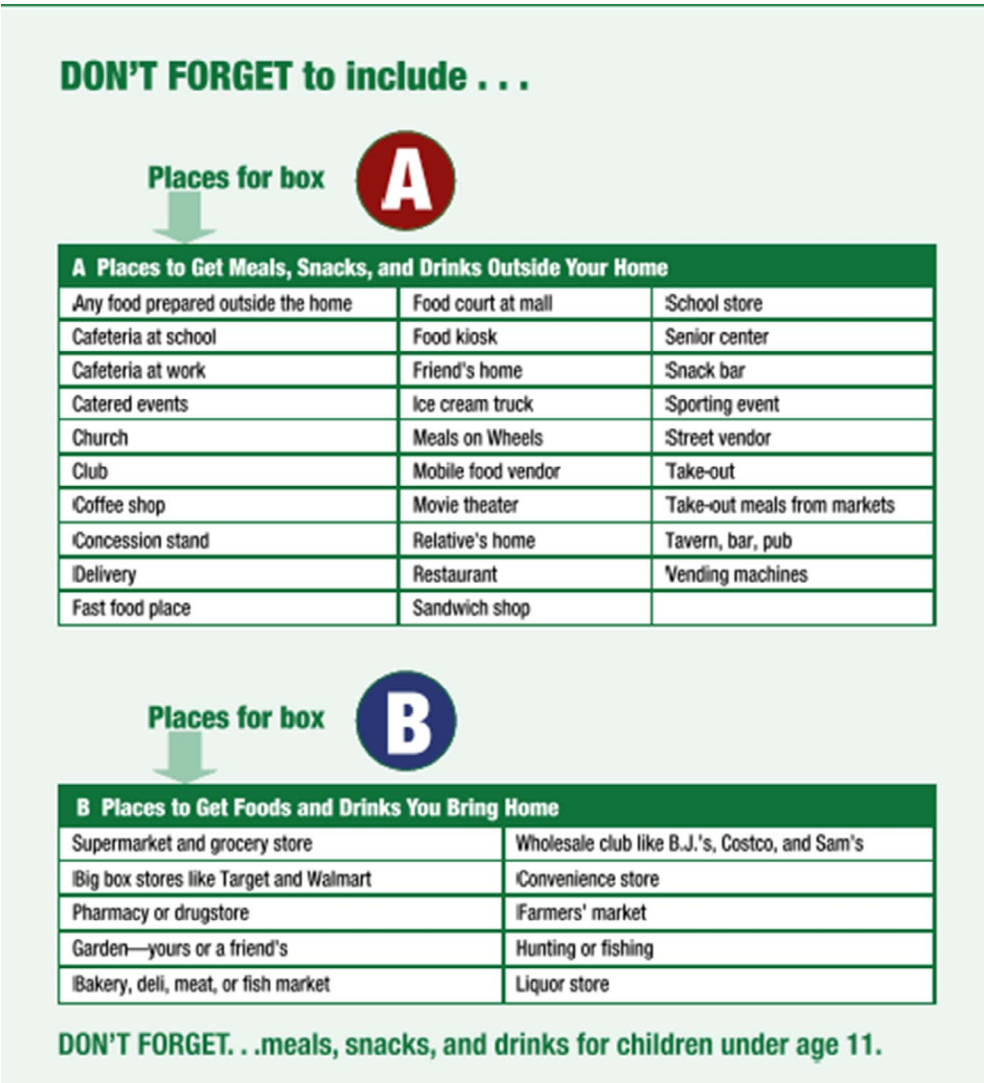 DON'T FORGET to include . . .
Places for box A
A Places to Get Meals, Snacks, and Drinks Outside Your Home
Any food prepared outside the home Food court at mall School store
Cafeteria at school Food kiosk Senior center
Cafeteria at work Friend's home Snack bar
Catered events Ice cream truck Sporting event
Church Meals on Wheels Street vendor
Club Mobile food vendor Take-out
Coffee shop Movie theater Take-out meals from markets
Concession stand Relative's home Tavern, bar, pub
Delivery Restaurant Vending machines
Fast food place Sandwich shop
Places for box B
B Places to Get Foods and Drinks You Bring Home
Supermarket and grocery store Wholesale club like B.J.'s, Costco, and Sam's
Big box stores like Target and Walmart Convenience store
Pharmacy or drugstore Farmers' market
Garden—yours or a friend's Hunting or fishing
Bakery, deli, meat, or fish market Liquor store
DON'T FORGET. . .meals, snacks, and drinks for children under age 11.